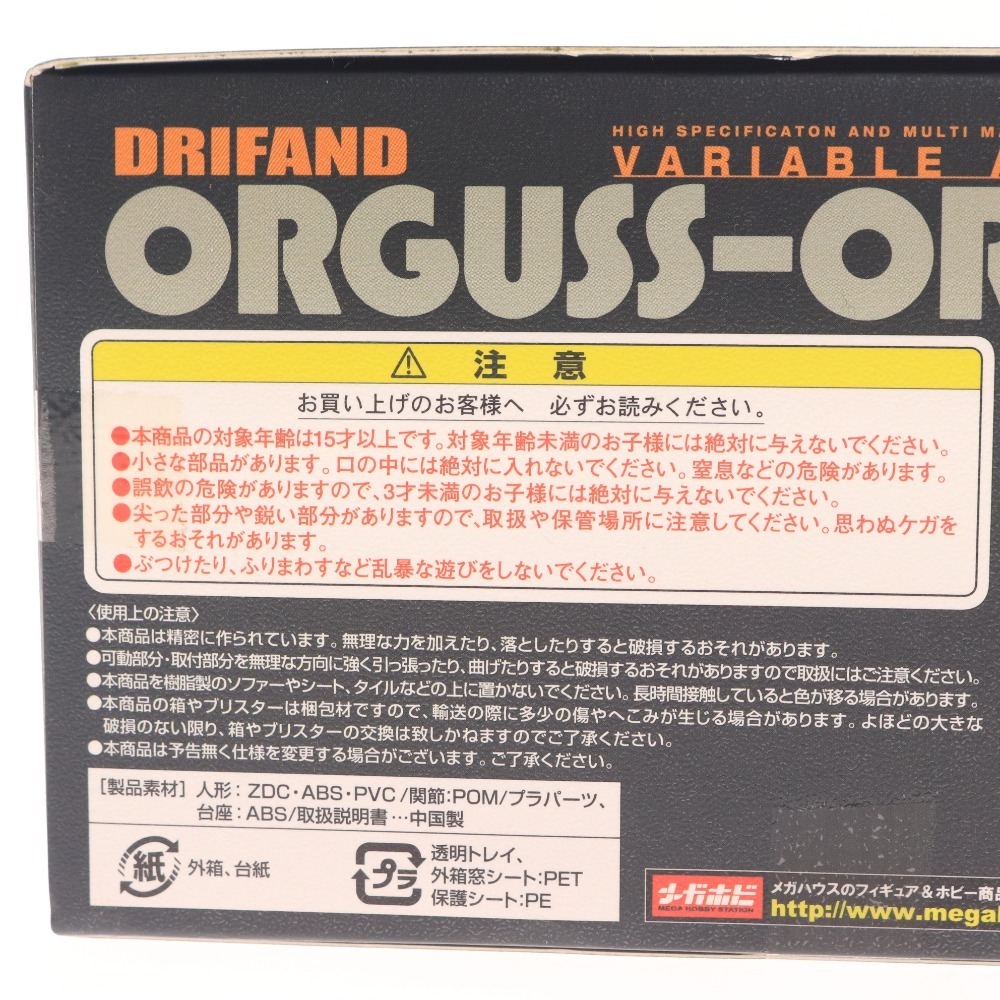 DRIFAND
HIGH SPECIFICATON AND MULTI
VARIABLE
ORGUSS-OR
注意
お買い上げのお客様へ 必ずお読みください。
●本商品の対象年齢は15才以上です。対象年齢未満のお子様には絶対に与えないでください。
●小さな部品があります。口の中には絶対に入れないでください。窒息などの危険があります。
●誤飲の危険がありますので、3才未満のお子様には絶対に与えないでください。
●尖った部分や鋭い部分がありますので、取扱や保管場所に注意してください。思わぬケガを
するおそれがあります。
●ぶつけたり、ふりまわすなど乱暴な遊びをしないでください。
〈使用上の注意〉
●本商品は精密に作られています。無理な力を加えたり、落としたりすると破損するおそれがあります。
●可動部分・取付部分を無理な方向に強く引っ張ったり、曲げたりすると破損するおそれがありますので取扱にはご注意ください。
●本商品を樹脂製のソファーやシート、タイルなどの上に置かないでください。長時間接触していると色が移る場合があります。
●本商品の箱やブリスターは梱包材ですので、輸送の際に多少の傷やへこみが生じる場合があります。よほどの大きな
破損のない限り、箱やブリスターの交換は致しかねますのでご了承ください。
●本商品は予告無く仕様を変更する場合がございます。ご了承ください。
[製品素材] 人形：ZDC・ABS・PVC/関節：POM/プラパーツ、
台座：ABS/取扱説明書…中国製
紙 外箱、台紙
プラ 透明トレイ、
外箱窓シート：PET
保護シート：PE
メガホビ
MEGA HOBBY STATION
メガハウスのフィギュア＆ホビー商品
http://www.megah